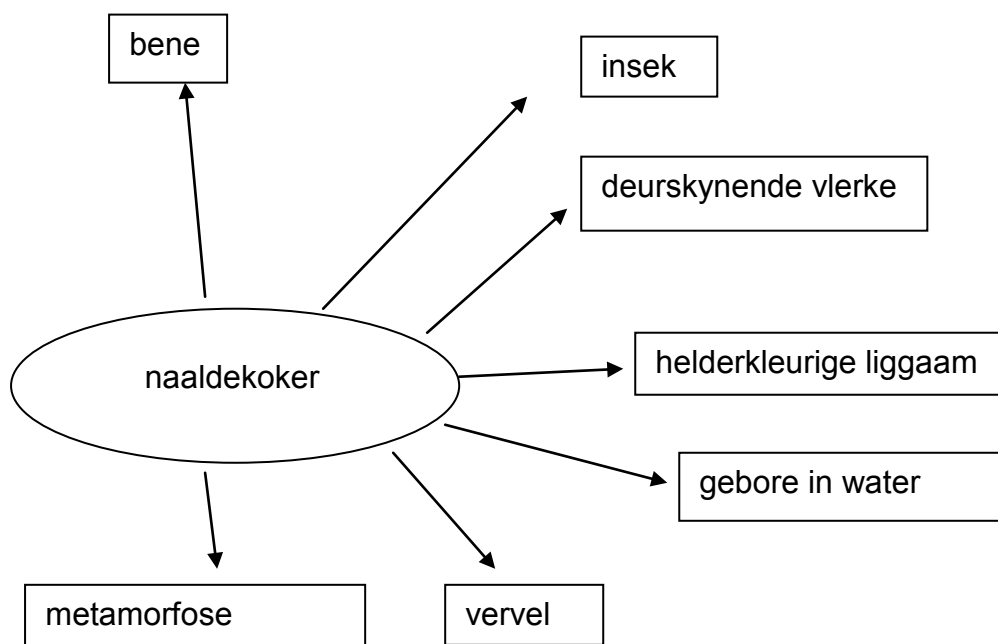 bene
insek
deurskynende vlerke
naaldekoker
helderkleurige liggaam
gebore in water
metamorfose
vervel